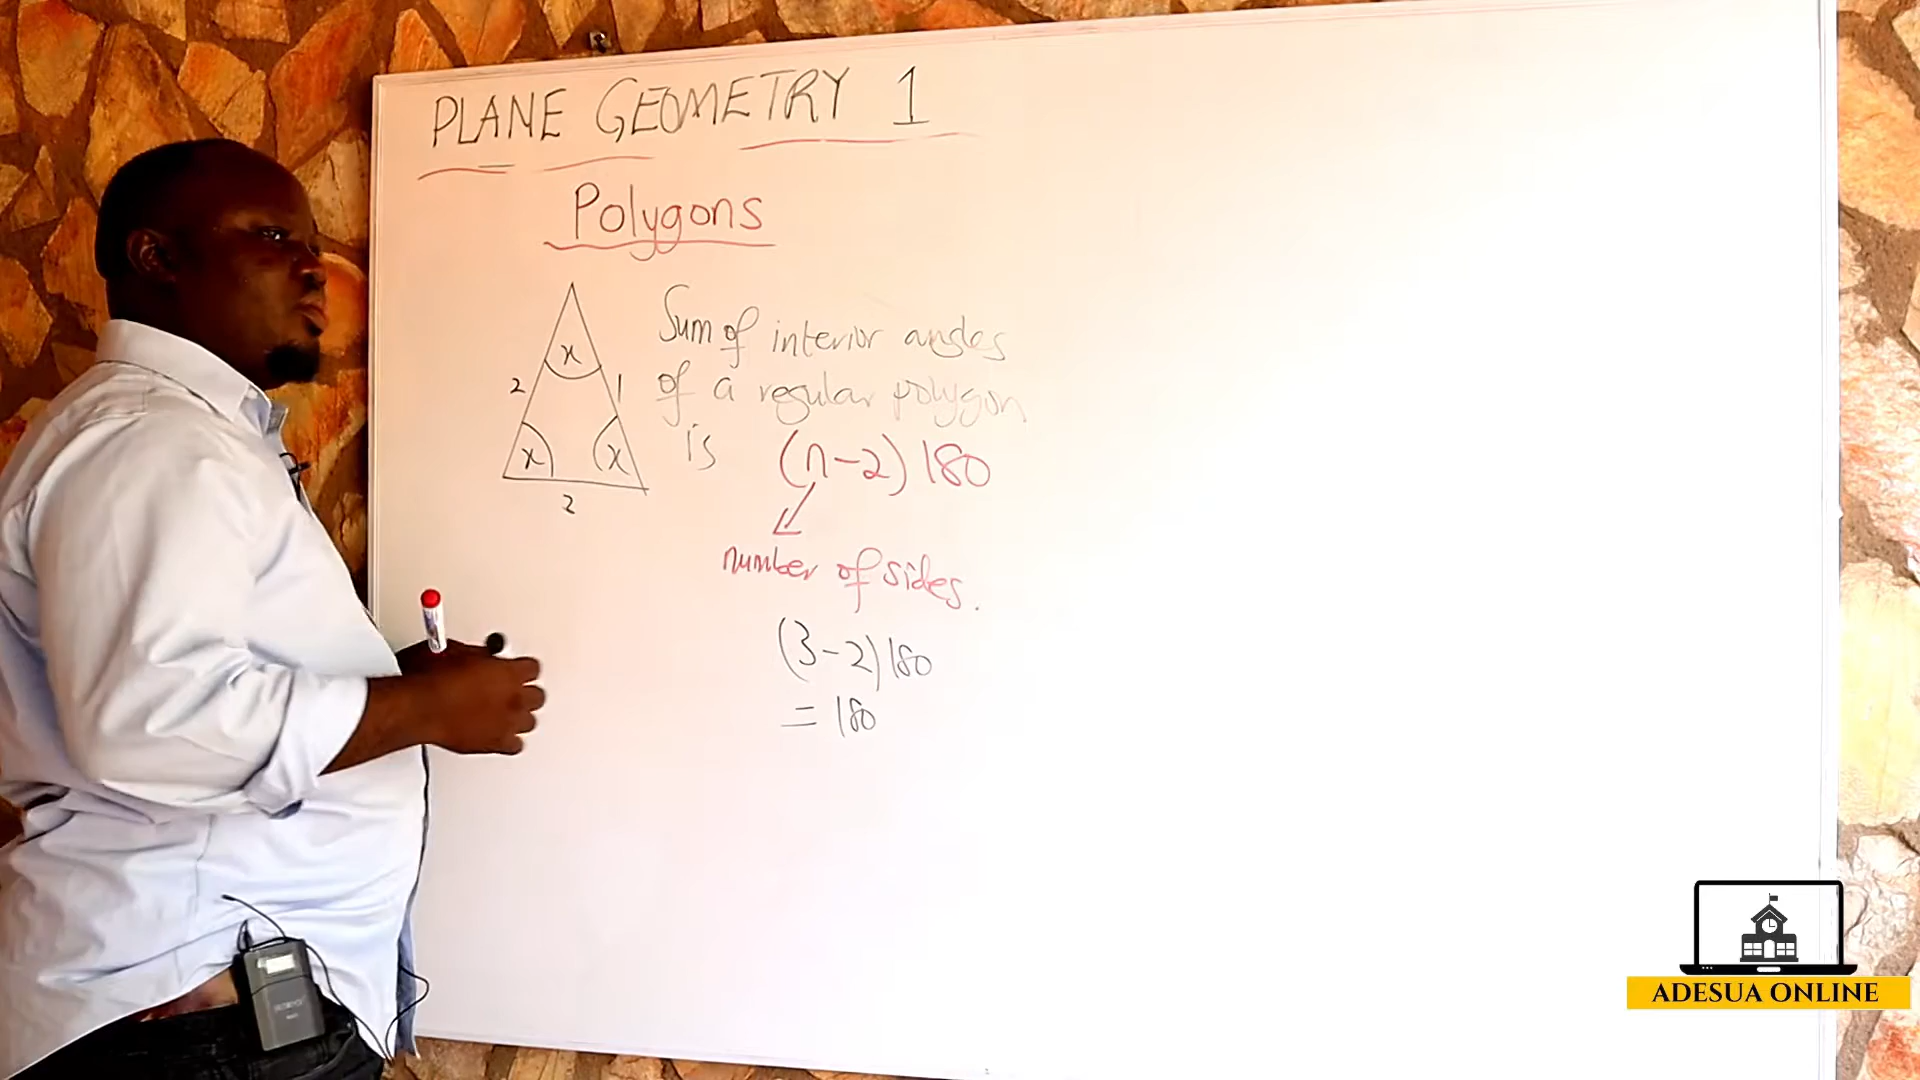 PLANE GEOMETRY 1
Polygons
x
2
1
x
x
2
Sum of interior angles
of a regular polygon
is (n-2) 180
number of sides.
(3-2) 180
= 180
ADESUA ONLINE